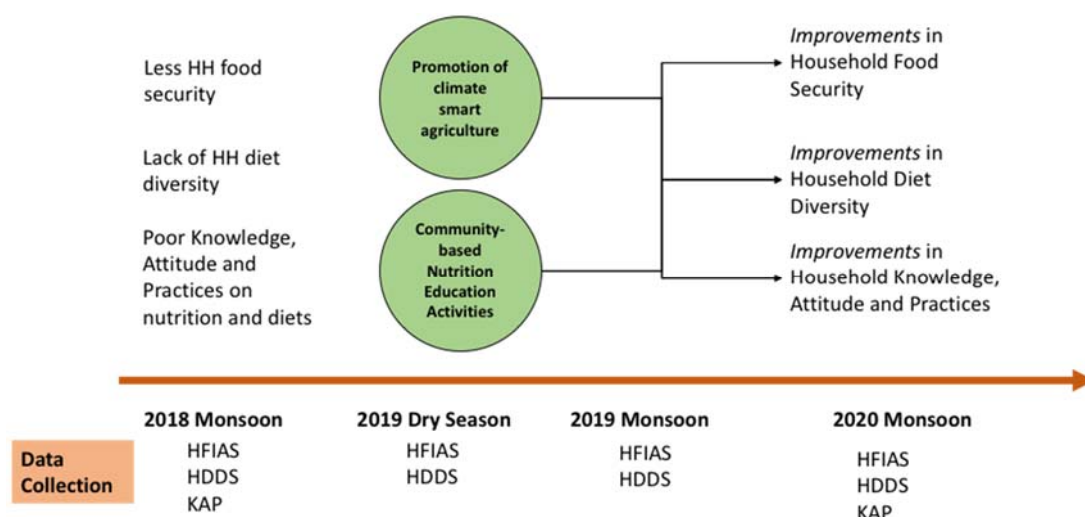 Less HH food
security
Lack of HH diet
diversity
Poor Knowledge,
Attitude and
Practices on
nutrition and diets
Promotion of
climate
smart
agriculture
Community-
based
Nutrition
Education
Activities
Improvements in
Household Food
Security
Improvements in
Household Diet
Diversity
Improvements in
Household Knowledge,
Attitude and Practices
2018 Monsoon
2019 Dry Season
2019 Monsoon
2020 Monsoon
Data
Collection
HFIAS
HDDS
KAP
HFIAS
HDDS
HFIAS
HDDS
HFIAS
HDDS
KAP